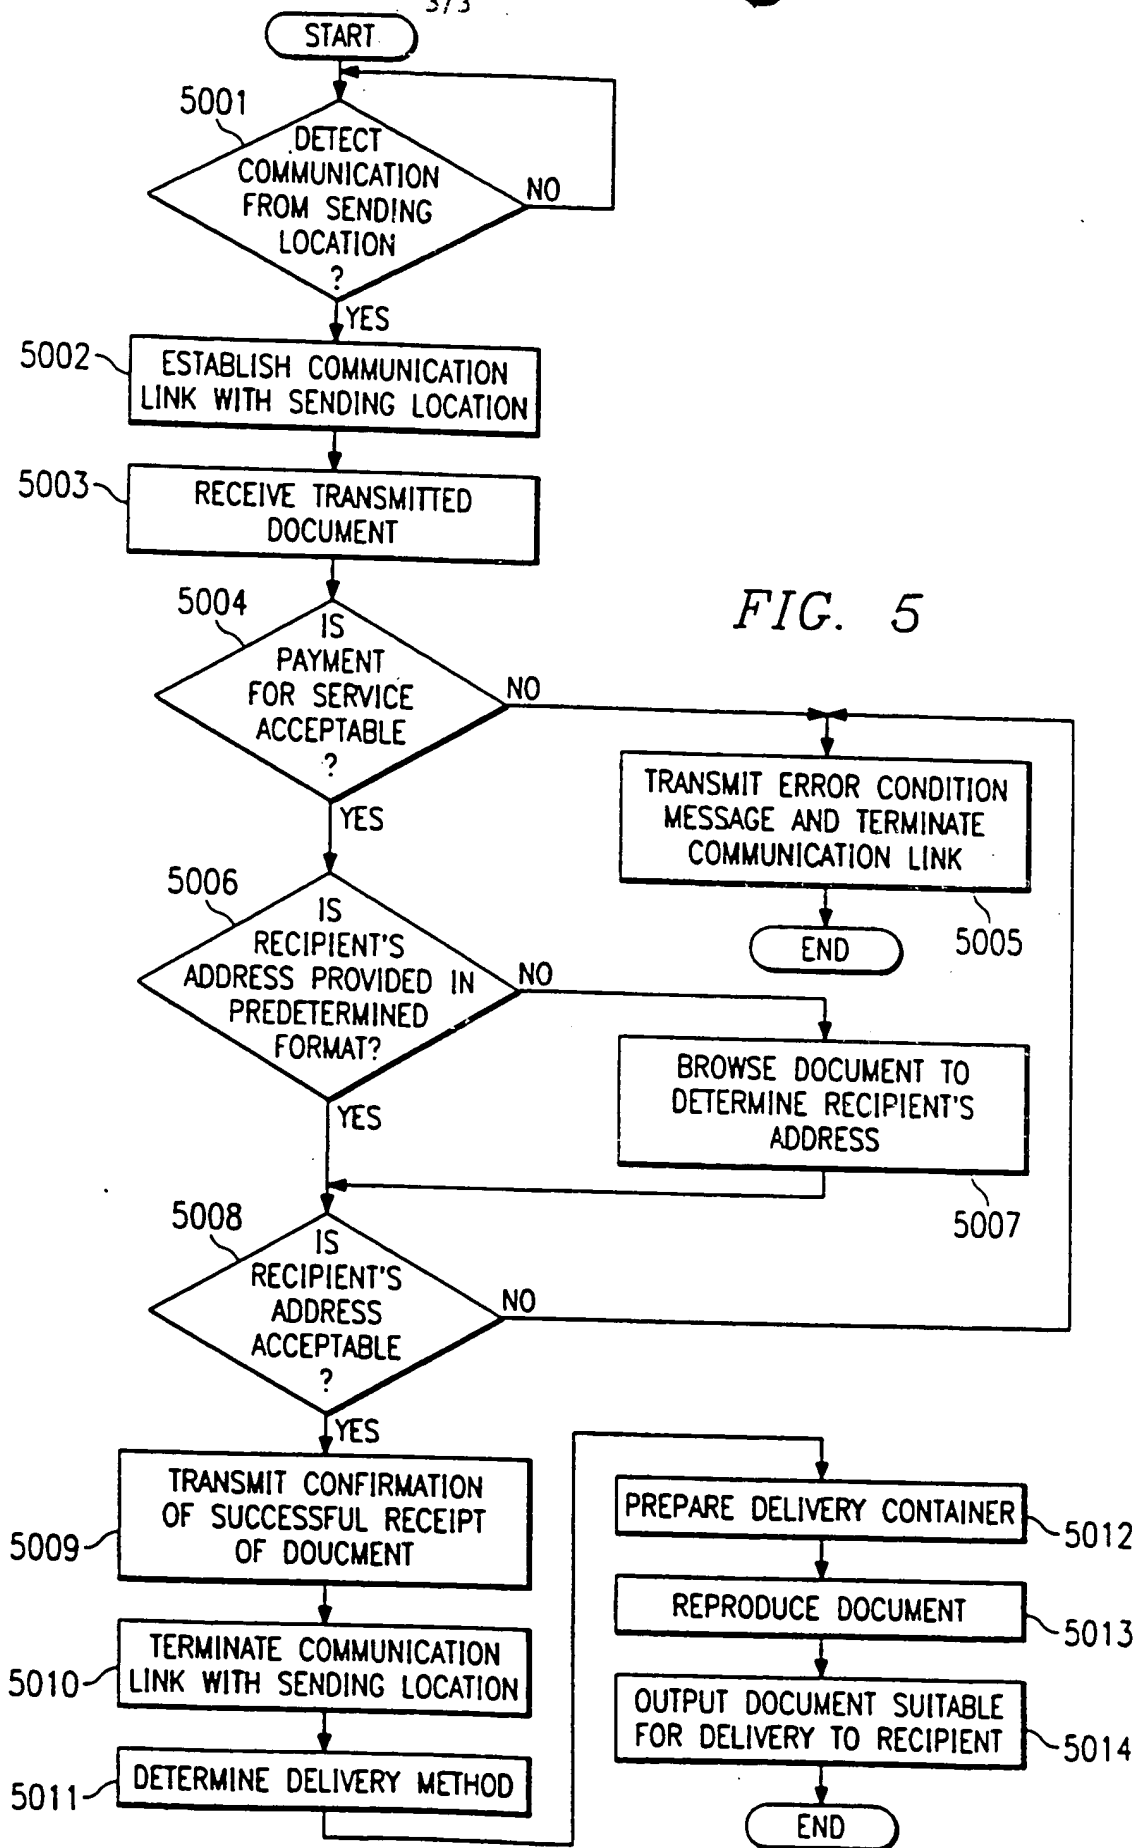 3/3
START
5001
DETECT
COMMUNICATION
FROM SENDING
LOCATION
?
NO
YES
5002
ESTABLISH COMMUNICATION
LINK WITH SENDING LOCATION
5003
RECEIVE TRANSMITTED
DOCUMENT
FIG. 5
5004
IS
PAYMENT
FOR SERVICE
ACCEPTABLE
?
NO
YES
TRANSMIT ERROR CONDITION
MESSAGE AND TERMINATE
COMMUNICATION LINK
5005
END
5006
IS
RECIPIENT'S
ADDRESS PROVIDED IN
PREDETERMINED
FORMAT?
NO
YES
BROWSE DOCUMENT TO
DETERMINE RECIPIENT'S
ADDRESS
5007
5008
IS
RECIPIENT'S
ADDRESS
ACCEPTABLE
?
NO
YES
5009
TRANSMIT CONFIRMATION
OF SUCCESSFUL RECEIPT
OF DOUCMENT
5010
TERMINATE COMMUNICATION
LINK WITH SENDING LOCATION
5011
DETERMINE DELIVERY METHOD
PREPARE DELIVERY CONTAINER
5012
REPRODUCE DOCUMENT
5013
OUTPUT DOCUMENT SUITABLE
FOR DELIVERY TO RECIPIENT
5014
END